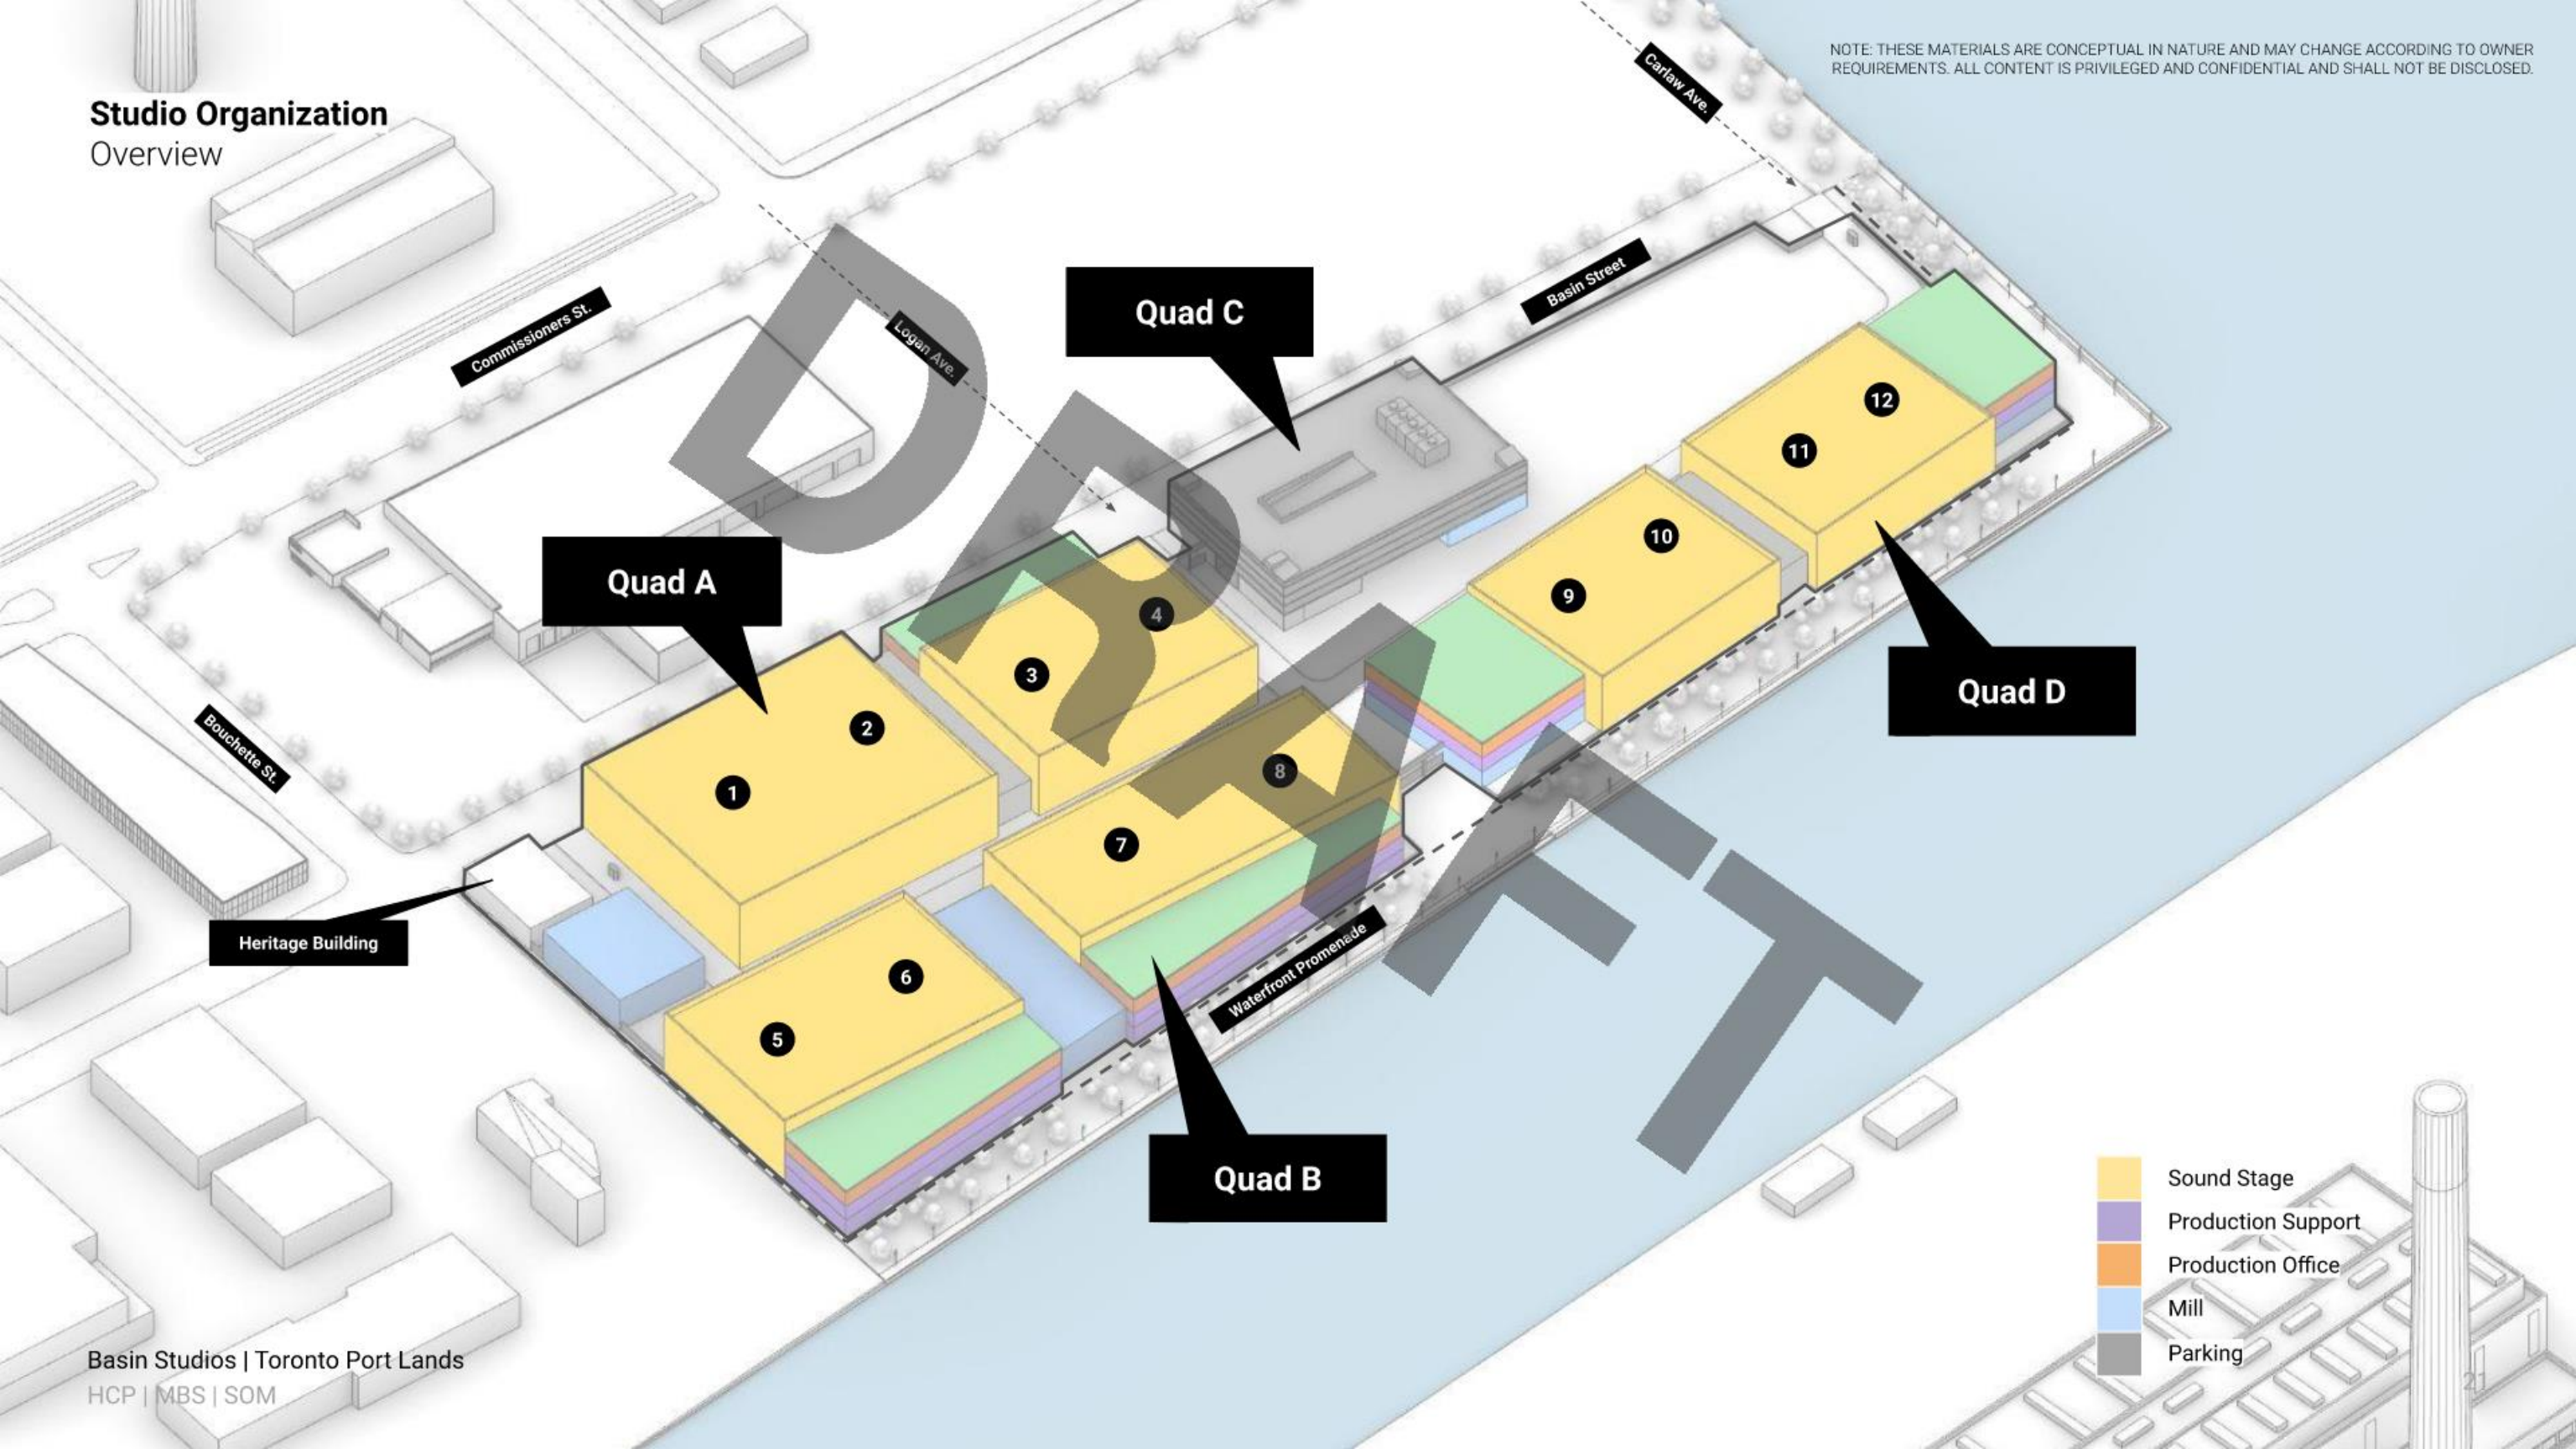 NOTE: THESE MATERIALS ARE CONCEPTUAL IN NATURE AND MAY CHANGE ACCORDING TO OWNER
REQUIREMENTS. ALL CONTENT IS PRIVILEGED AND CONFIDENTIAL AND SHALL NOT BE DISCLOSED.
Studio Organization
Overview
Carlaw Ave.
Basin Street
Commissioners St.
Logan Ave.
Quad C
DRAFT
12
11
10
9
Quad A
4
3
2
1
8
7
Quad D
Bouchette St.
Heritage Building
6
5
Waterfront Promenade
Quad B
Sound Stage
Production Support
Production Office
Mill
Parking
Basin Studios | Toronto Port Lands
HCP | MBS | SOM
21